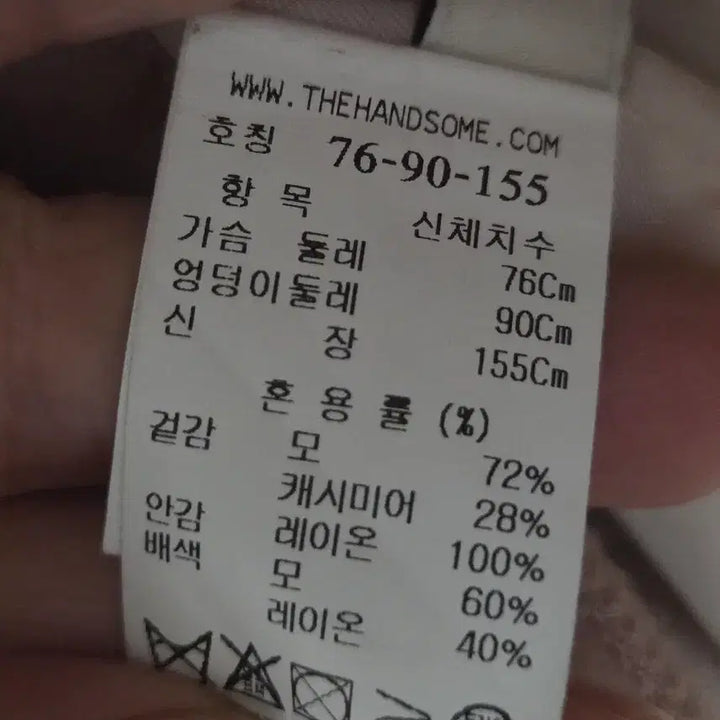 WWW.THEHANDSOME.COM
호칭 76-90-155
항 목 신체치수
가슴 둘레 76Cm
엉덩이둘레 90Cm
신 장 155Cm
혼 용 률 (%)
겉감 모 72%
캐시미어 28%
안감 레이온 100%
배색 모 60%
레이온 40%